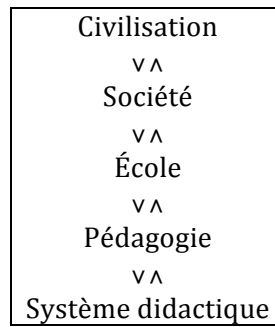 Civilisation
∨∧
Société
∨∧
École
∨∧
Pédagogie
∨∧
Système didactique